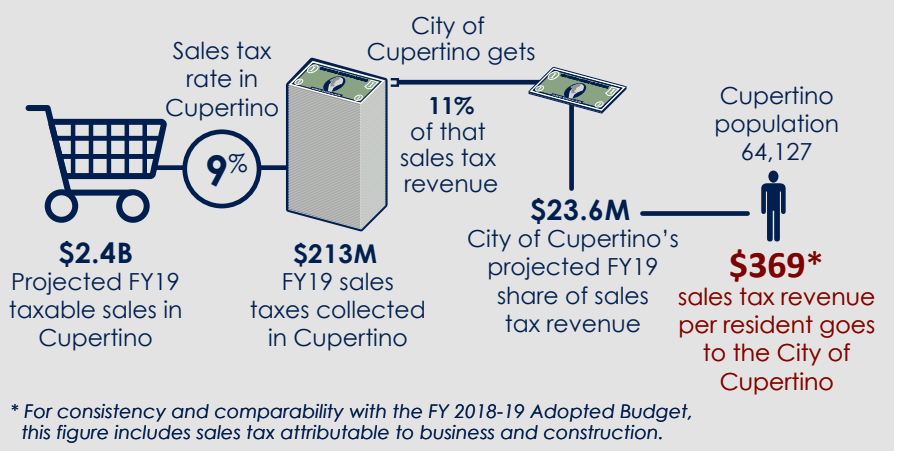 Sales tax
rate in
Cupertino
9%
$2.4B
Projected FY19
taxable sales in
Cupertino
$213M
FY19 sales
taxes collected
in Cupertino
City of
Cupertino gets
11%
of that
sales tax
revenue
$23.6M
City of Cupertino’s
projected FY19
share of sales
tax revenue
Cupertino
population
64,127
$369*
sales tax revenue
per resident goes
to the City of
Cupertino
* For consistency and comparability with the FY 2018-19 Adopted Budget,
this figure includes sales tax attributable to business and construction.